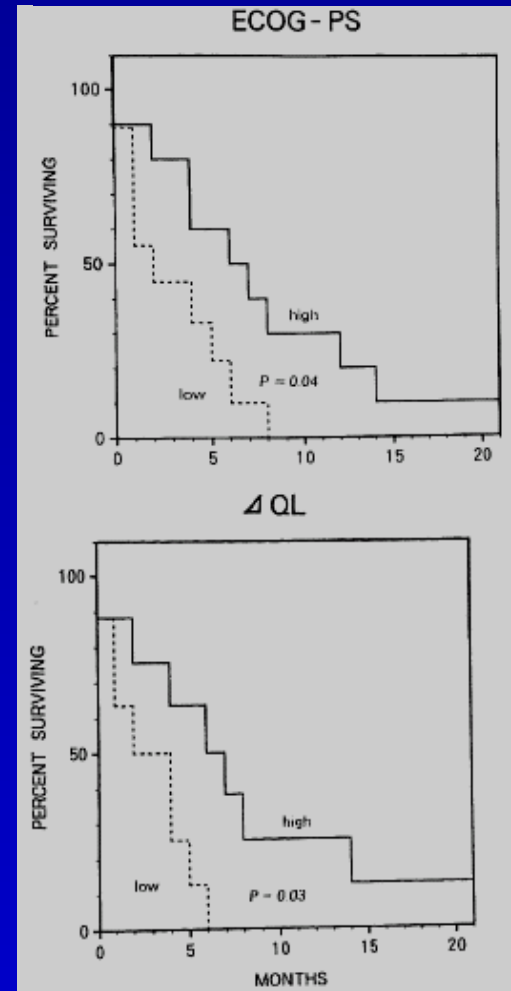 ECOG-PS
100
50
0
PERCENT SURVIVING
high
P = 0.04
low
0 5 10 15 20
⊿ QL
100
50
0
PERCENT SURVIVING
high
low
P - 0.03
0 5 10 15 20
MONTHS